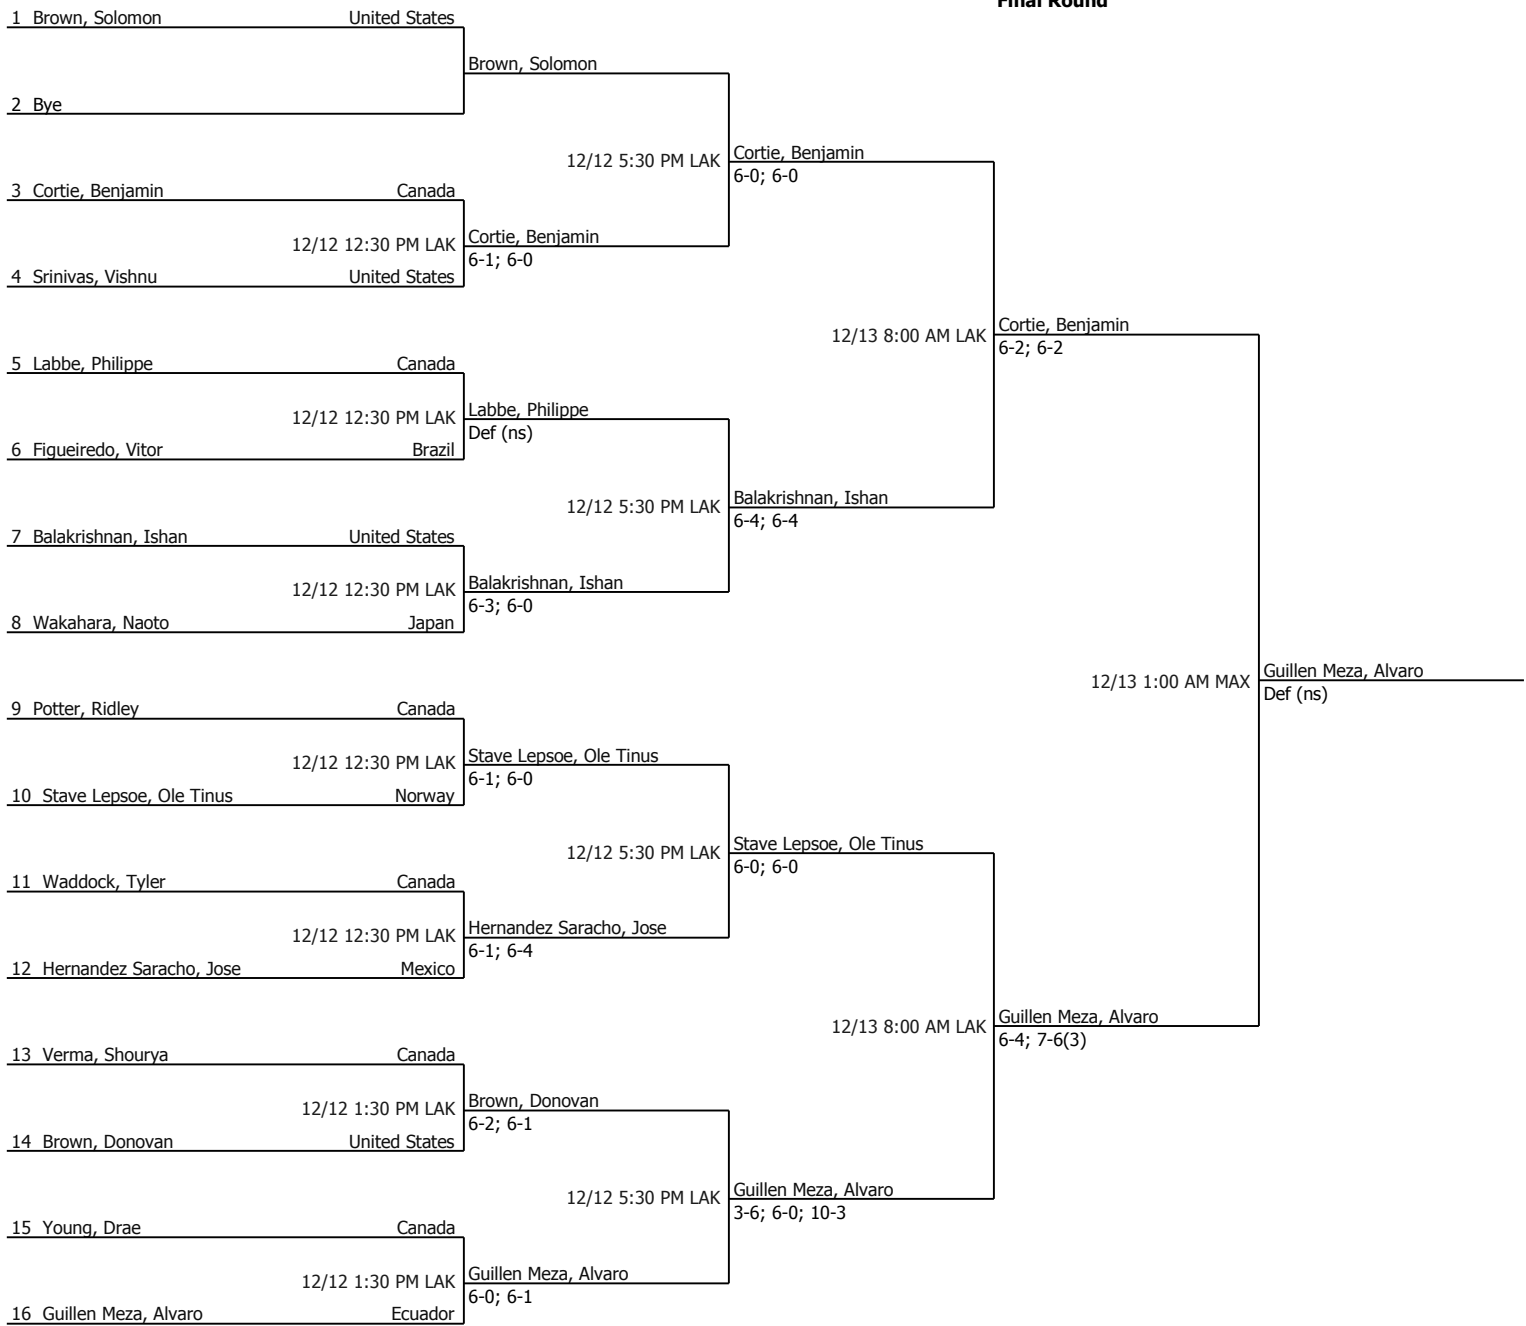 Final Round
1 Brown, Solomon United States
Brown, Solomon
2 Bye
12/12 5:30 PM LAK Cortie, Benjamin
6-0; 6-0
3 Cortie, Benjamin Canada
12/12 12:30 PM LAK Cortie, Benjamin
6-1; 6-0
4 Srinivas, Vishnu United States
12/13 8:00 AM LAK Cortie, Benjamin
6-2; 6-2
5 Labbe, Philippe Canada
12/12 12:30 PM LAK Labbe, Philippe
Def (ns)
6 Figueiredo, Vitor Brazil
12/12 5:30 PM LAK Balakrishnan, Ishan
6-4; 6-4
7 Balakrishnan, Ishan United States
12/12 12:30 PM LAK Balakrishnan, Ishan
6-3; 6-0
8 Wakahara, Naoto Japan
12/13 1:00 AM MAX Guillen Meza, Alvaro
Def (ns)
9 Potter, Ridley Canada
12/12 12:30 PM LAK Stave Lepsoe, Ole Tinus
6-1; 6-0
10 Stave Lepsoe, Ole Tinus Norway
12/12 5:30 PM LAK Stave Lepsoe, Ole Tinus
6-0; 6-0
11 Waddock, Tyler Canada
12/12 12:30 PM LAK Hernandez Saracho, Jose
6-1; 6-4
12 Hernandez Saracho, Jose Mexico
12/13 8:00 AM LAK Guillen Meza, Alvaro
6-4; 7-6(3)
13 Verma, Shourya Canada
12/12 1:30 PM LAK Brown, Donovan
6-2; 6-1
14 Brown, Donovan United States
12/12 5:30 PM LAK Guillen Meza, Alvaro
3-6; 6-0; 10-3
15 Young, Drae Canada
12/12 1:30 PM LAK Guillen Meza, Alvaro
6-0; 6-1
16 Guillen Meza, Alvaro Ecuador